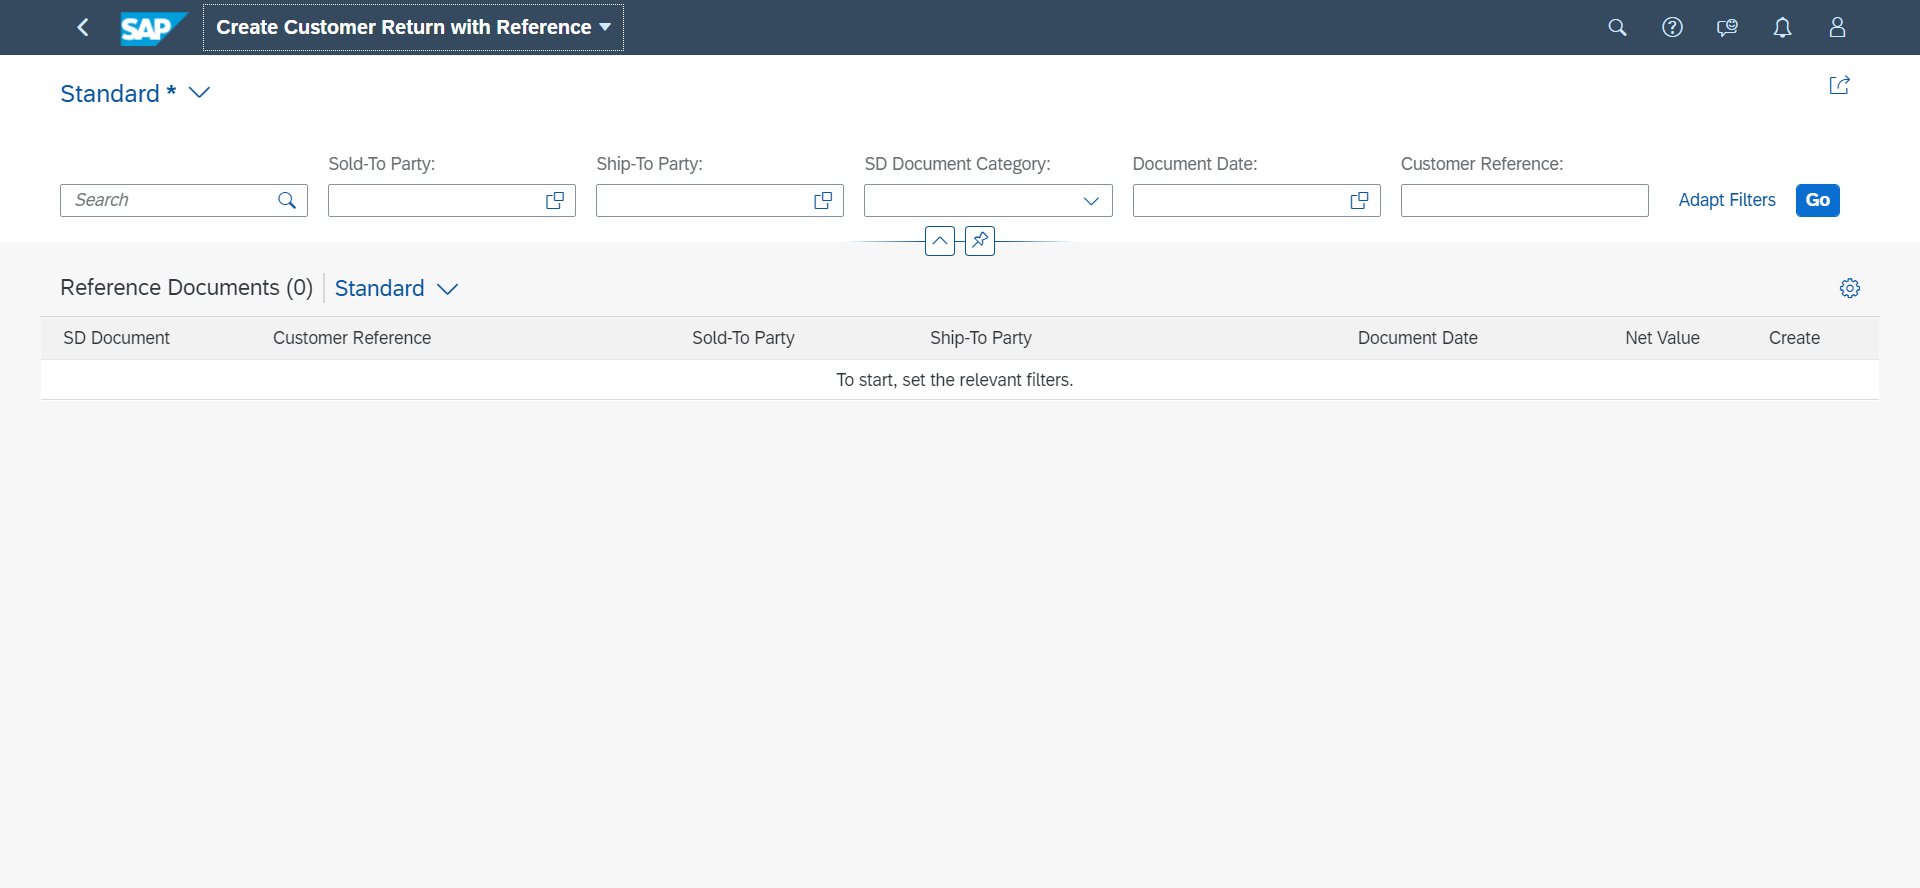 SAP Create Customer Return with Reference
Standard *
Sold-To Party: Ship-To Party: SD Document Category: Document Date: Customer Reference:
Search Adapt Filters Go
Reference Documents (0) Standard
SD Document Customer Reference Sold-To Party Ship-To Party Document Date Net Value Create
To start, set the relevant filters.